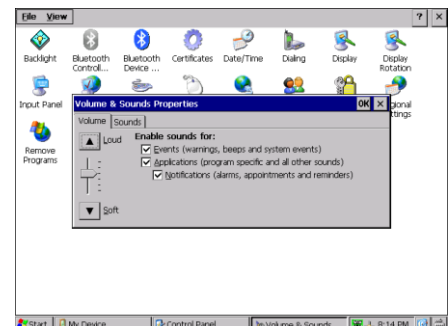 File View
? ×
Backlight
Bluetooth Controll...
Bluetooth Device ...
Certificates
Date/Time
Dialing
Display
Display Rotation
Input Panel
Remove Programs
Volume & Sounds Properties
OK ×
Volume Sounds
Loud
Soft
Enable sounds for:
Events (warnings, beeps and system events)
Applications (program specific and all other sounds)
Notifications (alarms, appointments and reminders)
Start
My Device
Control Panel
Volume & Sounds
8:14 PM